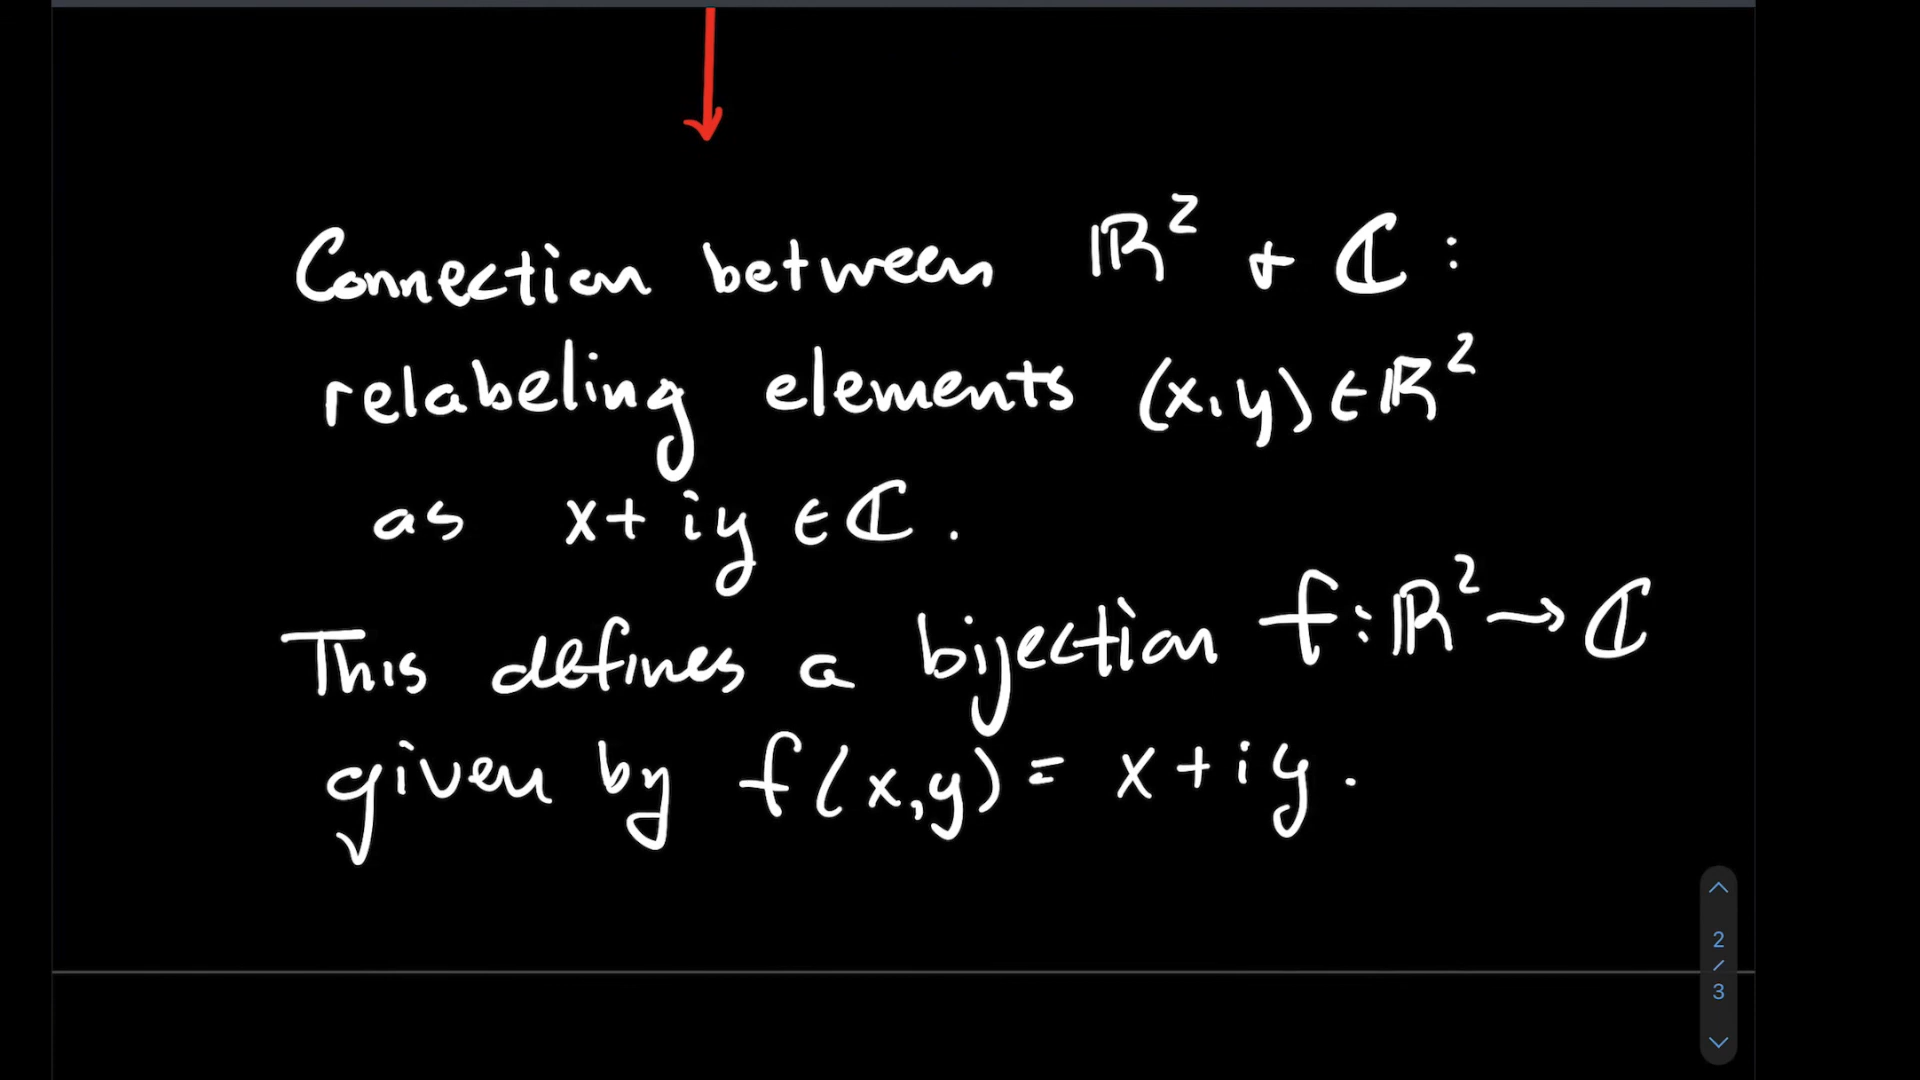 Connection between ℝ² & ℂ:
relabeling elements (x,y) ∈ ℝ²
as x + iy ∈ ℂ.
This defines a bijection f: ℝ² → ℂ
given by f(x,y) = x + iy.
2
/
3